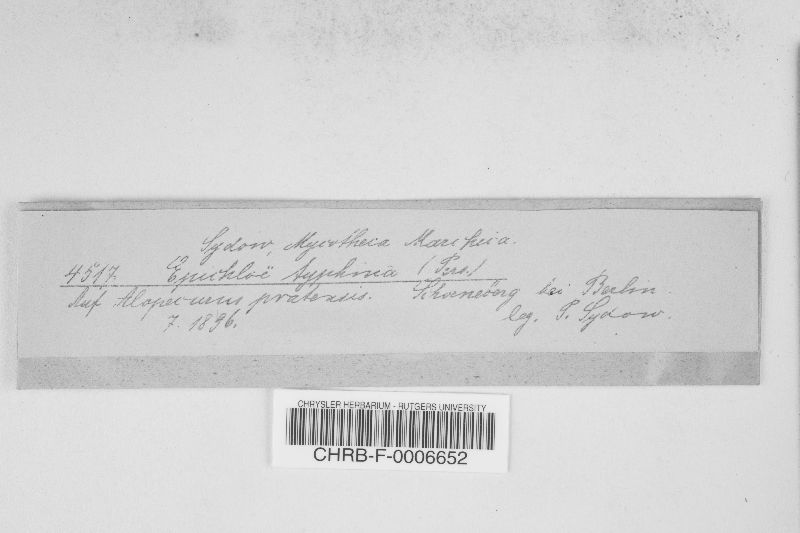 Sydow, Mycotheca Marchica.
4517 Epichloë typhina (Pers.)
Auf Alopecurus pratensis. Schoeneberg bei Berlin.
7. 1896. leg. P. Sydow.
CHRYSLER HERBARIUM - RUTGERS UNIVERSITY
CHRB-F-0006652